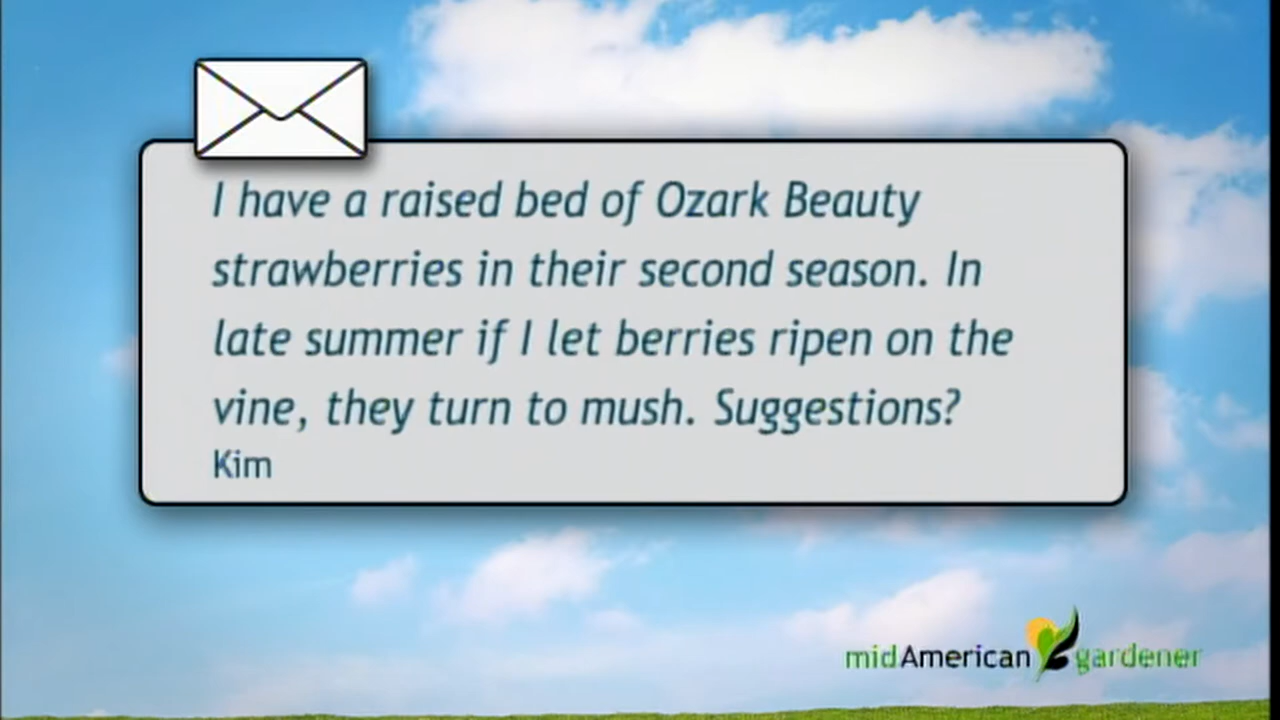 I have a raised bed of Ozark Beauty
strawberries in their second season. In
late summer if I let berries ripen on the
vine, they turn to mush. Suggestions?
Kim
midAmerican gardener